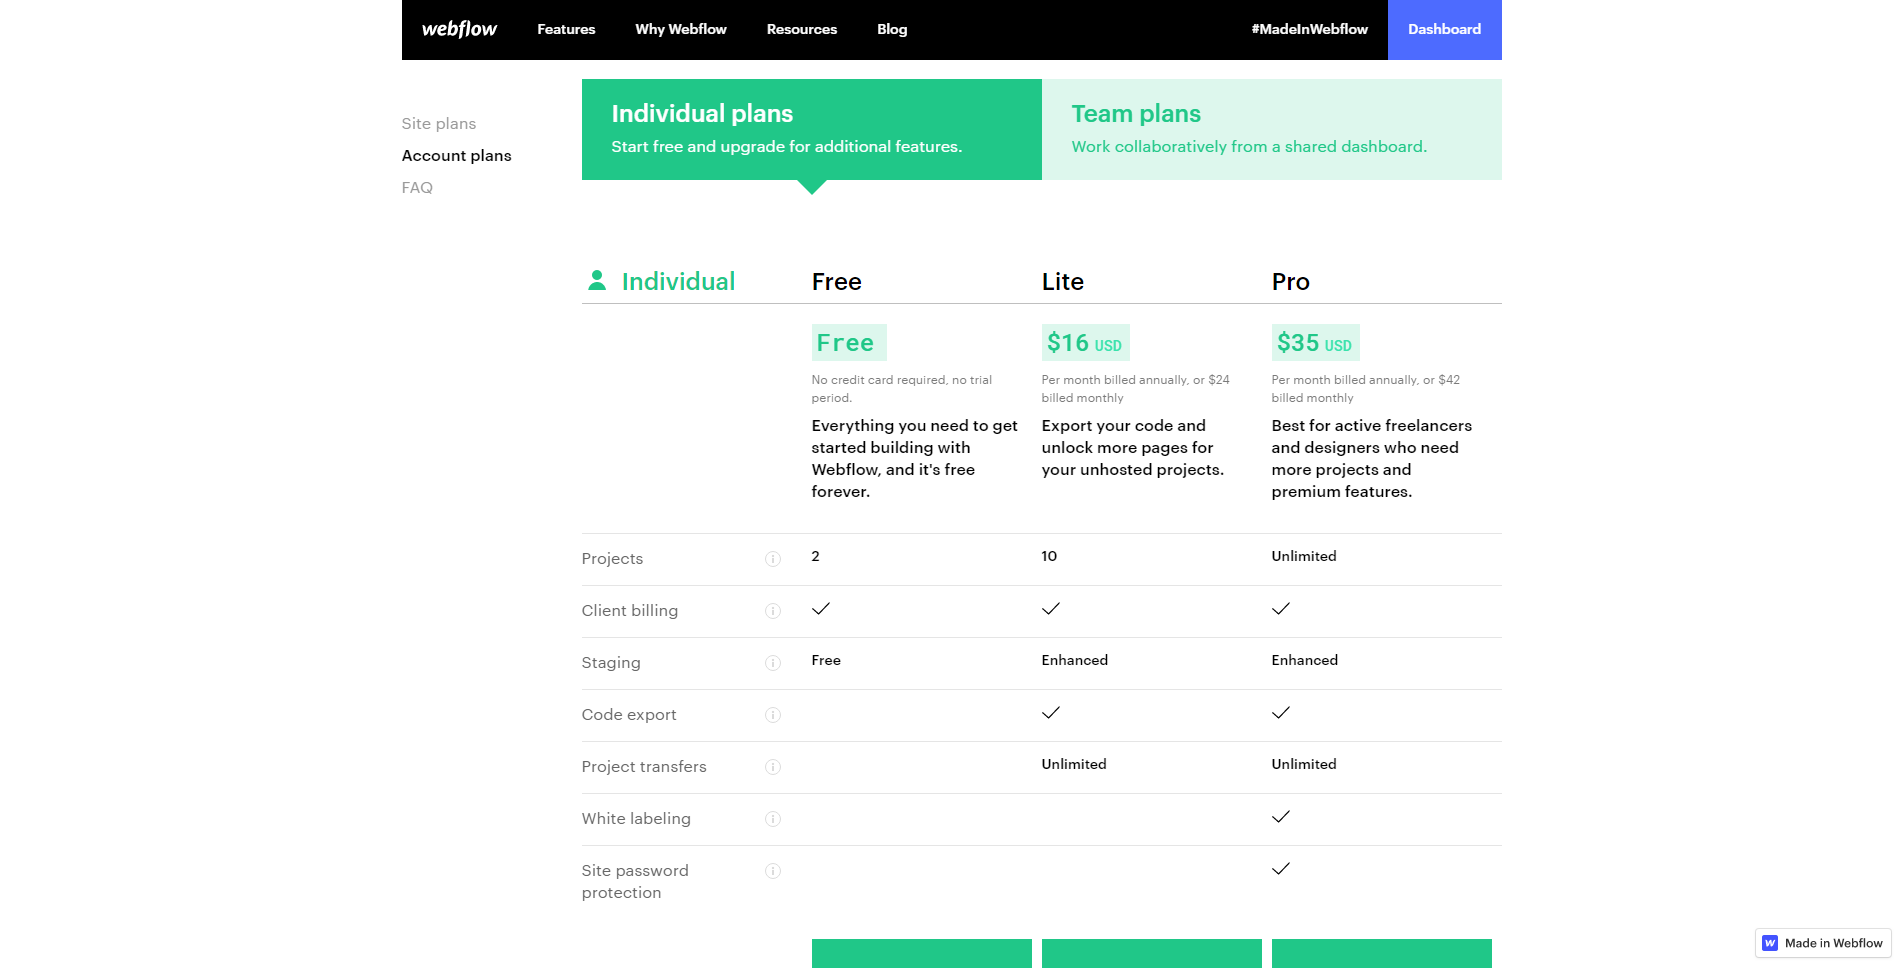 webflow Features Why Webflow Resources Blog #MadeInWebflow Dashboard
Site plans
Account plans
FAQ
Individual plans
Start free and upgrade for additional features.
Team plans
Work collaboratively from a shared dashboard.
Individual Free Lite Pro
Free
No credit card required, no trial
period.
Everything you need to get
started building with
Webflow, and it's free
forever.
$16 USD
Per month billed annually, or $24
billed monthly
Export your code and
unlock more pages for
your unhosted projects.
$35 USD
Per month billed annually, or $42
billed monthly
Best for active freelancers
and designers who need
more projects and
premium features.
Projects 2 10 Unlimited
Client billing
Staging Free Enhanced Enhanced
Code export
Project transfers Unlimited Unlimited
White labeling
Site password
protection
Made in Webflow